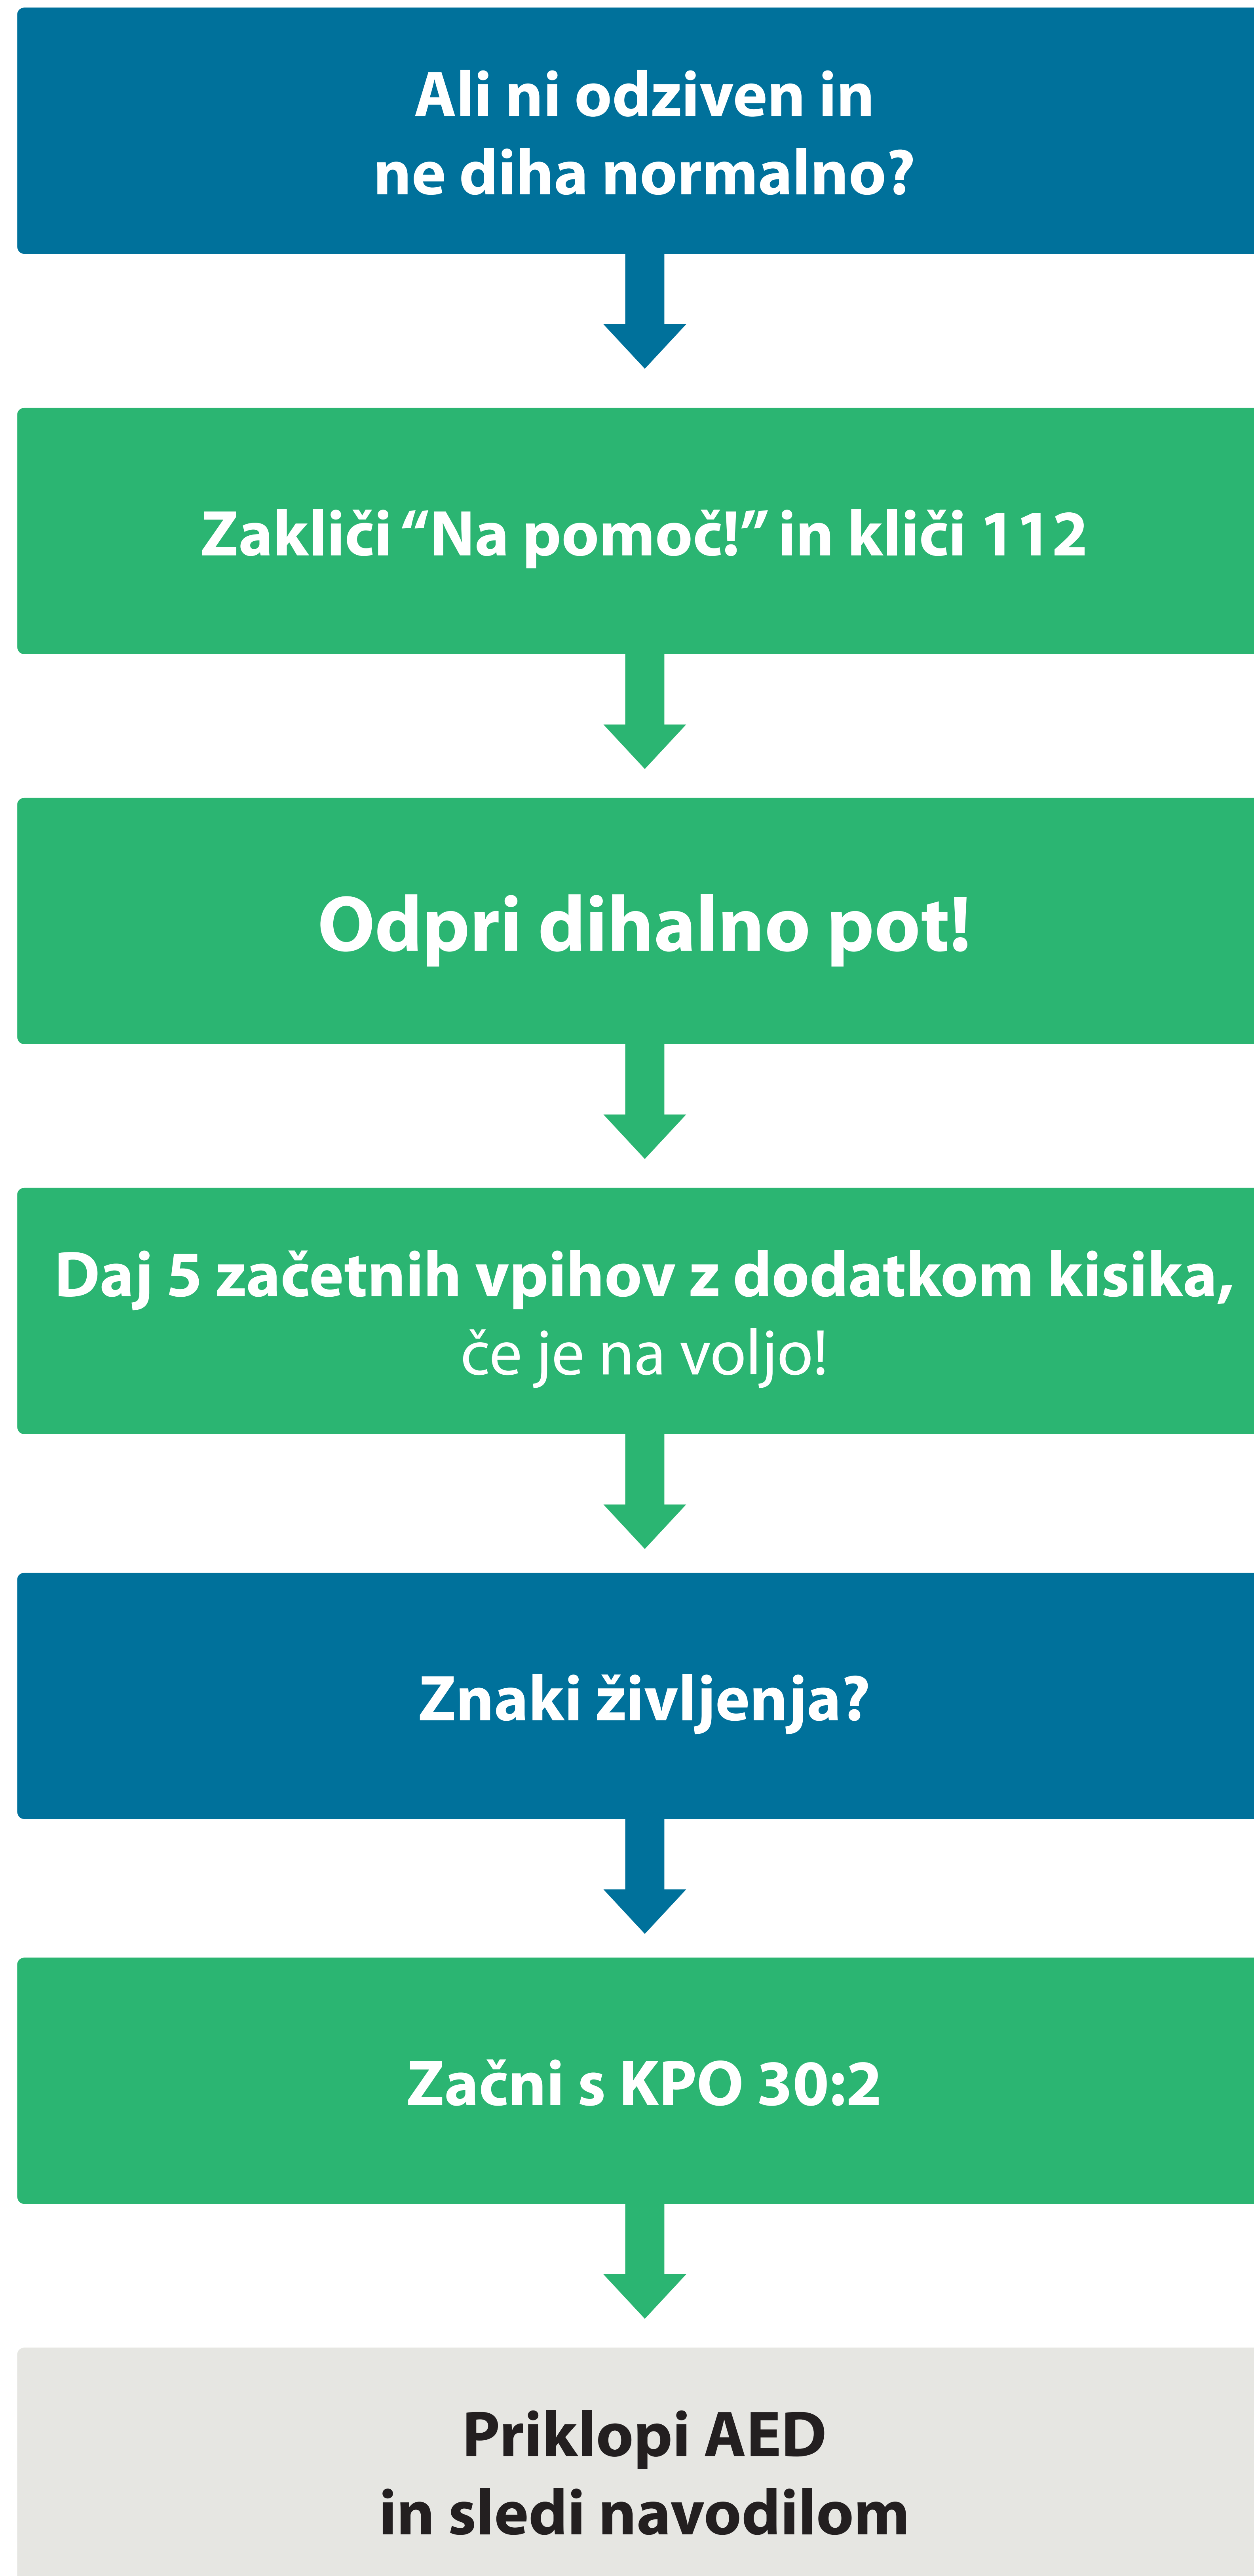 Ali ni odziven in
ne diha normalno?
Zakliči “Na pomoč!” in kliči 112
Odpri dihalno pot!
Daj 5 začetnih vpihov z dodatkom kisika,
če je na voljo!
Znaki življenja?
Začni s KPO 30:2
Priklopi AED
in sledi navodilom